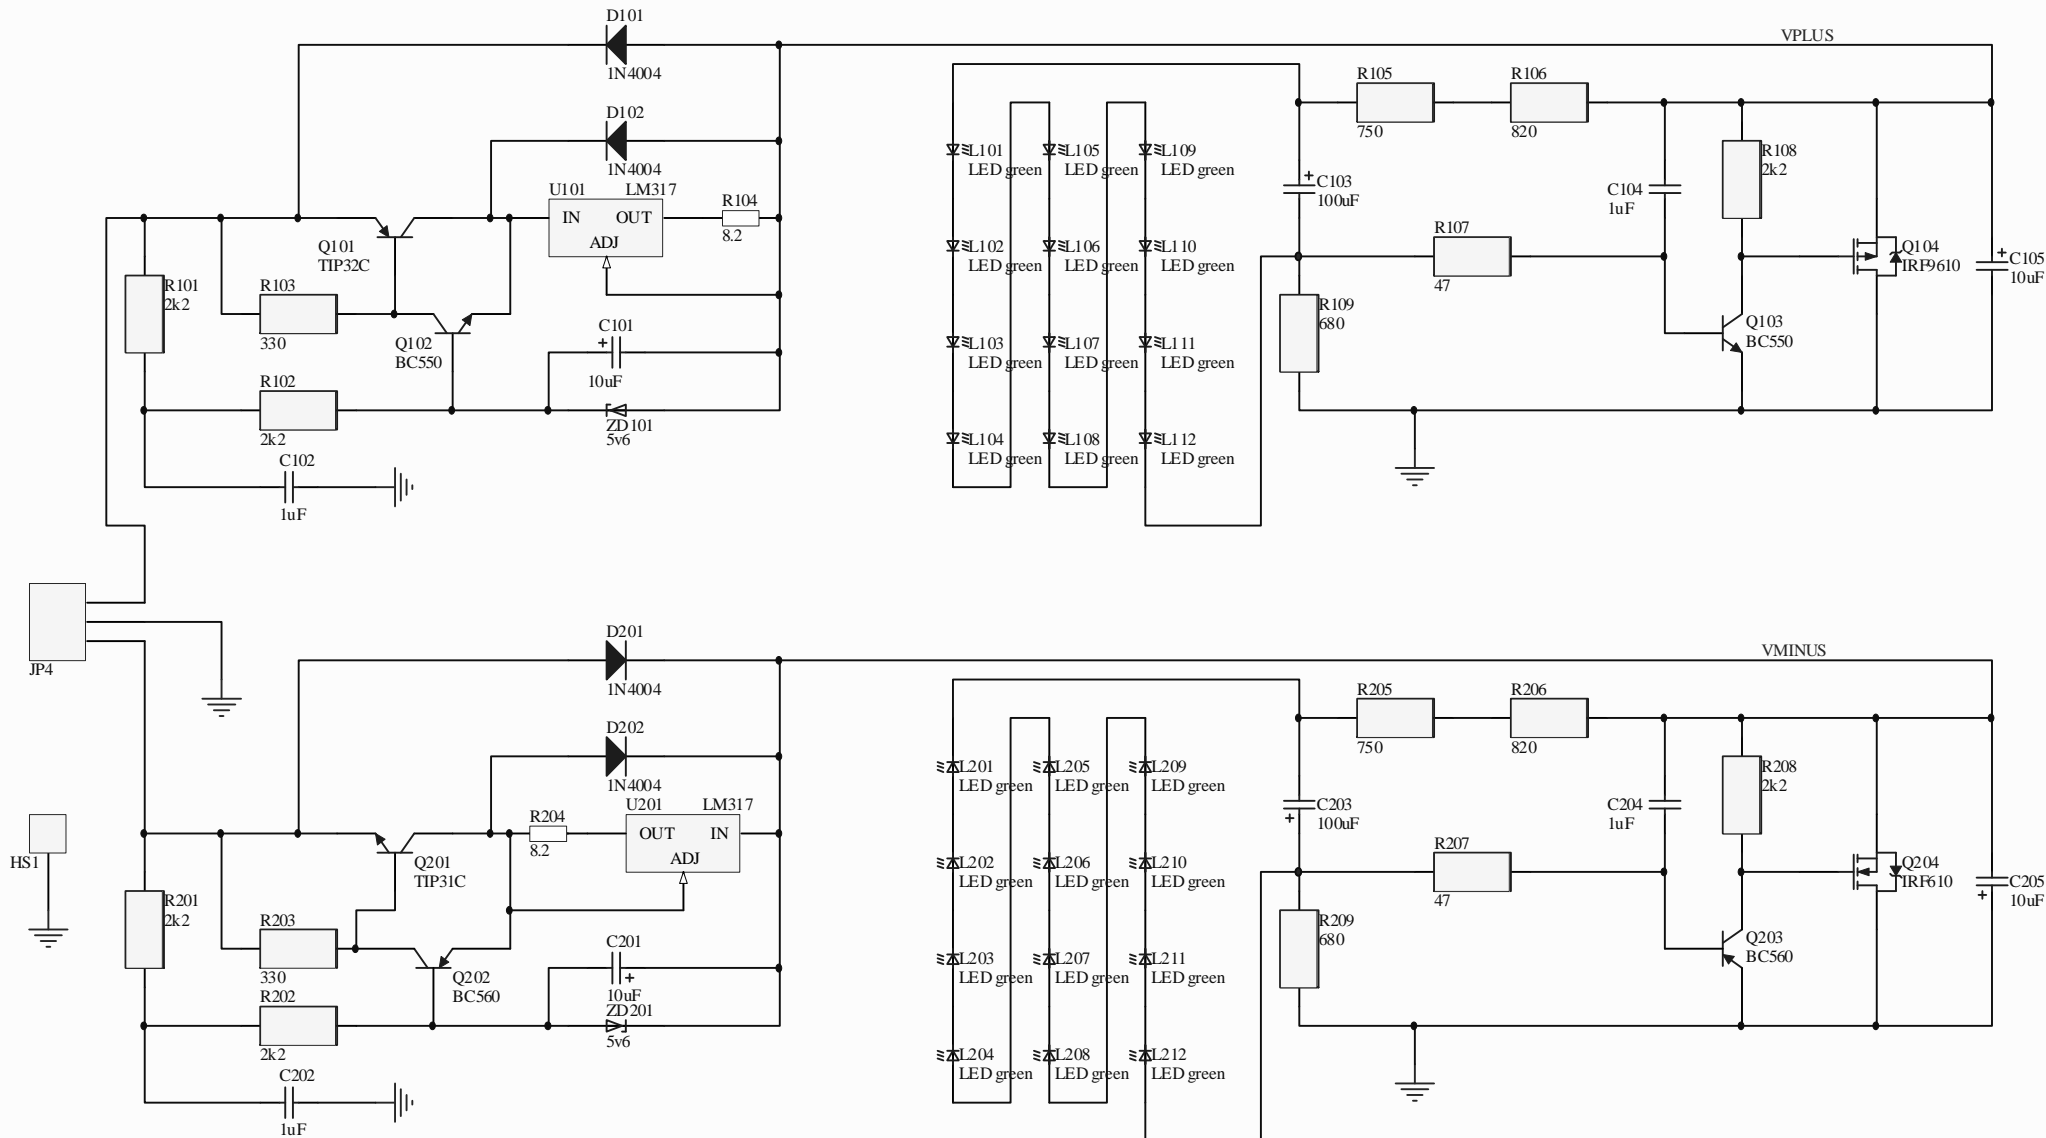 D101
1N4004
VPLUS
D102
1N4004
R105
750
R106
820
U101 LM317
IN OUT
ADJ
R104
8.2
L101
LED green
L105
LED green
L109
LED green
C103
100uF
C104
1uF
R108
2k2
Q101
TIP32C
R101
2k2
R103
330
Q102
BC550
C101
10uF
L102
LED green
L106
LED green
L110
LED green
R107
47
Q104
IRF9610
C105
10uF
R109
680
Q103
BC550
L103
LED green
L107
LED green
L111
LED green
R102
2k2
ZD101
5v6
L104
LED green
L108
LED green
L112
LED green
C102
1uF
JP4
D201
1N4004
VMINUS
D202
1N4004
R205
750
R206
820
U201 LM317
OUT IN
ADJ
R204
8.2
L201
LED green
L205
LED green
L209
LED green
C203
100uF
C204
1uF
R208
2k2
HS1
Q201
TIP31C
R201
2k2
R203
330
Q202
BC560
C201
10uF
L202
LED green
L206
LED green
L210
LED green
R207
47
Q204
IRF610
C205
10uF
R209
680
Q203
BC560
L203
LED green
L207
LED green
L211
LED green
R202
2k2
ZD201
5v6
L204
LED green
L208
LED green
L212
LED green
C202
1uF